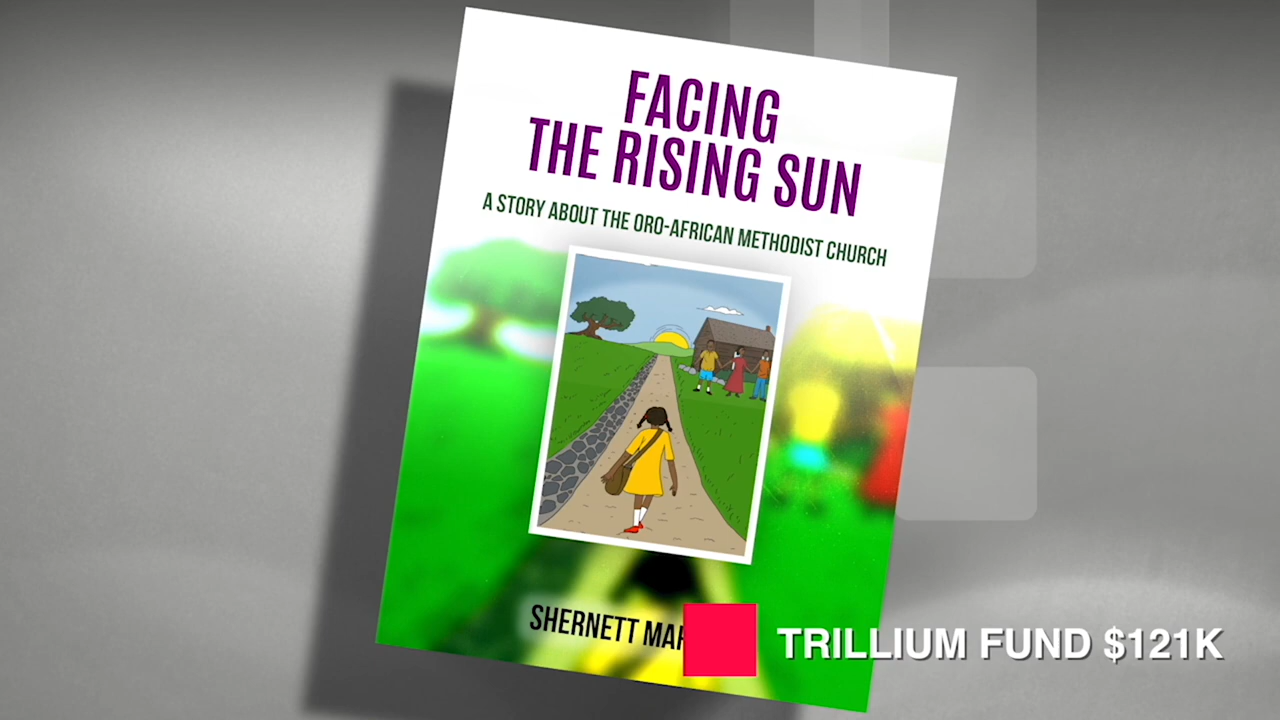 FACING
THE RISING SUN
A STORY ABOUT THE ORO-AFRICAN METHODIST CHURCH
SHERNETT
TRILLIUM FUND $121K